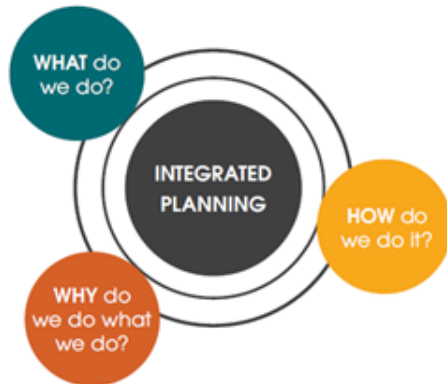 WHAT do
we do?
INTEGRATED
PLANNING
HOW do
we do it?
WHY do
we do what
we do?